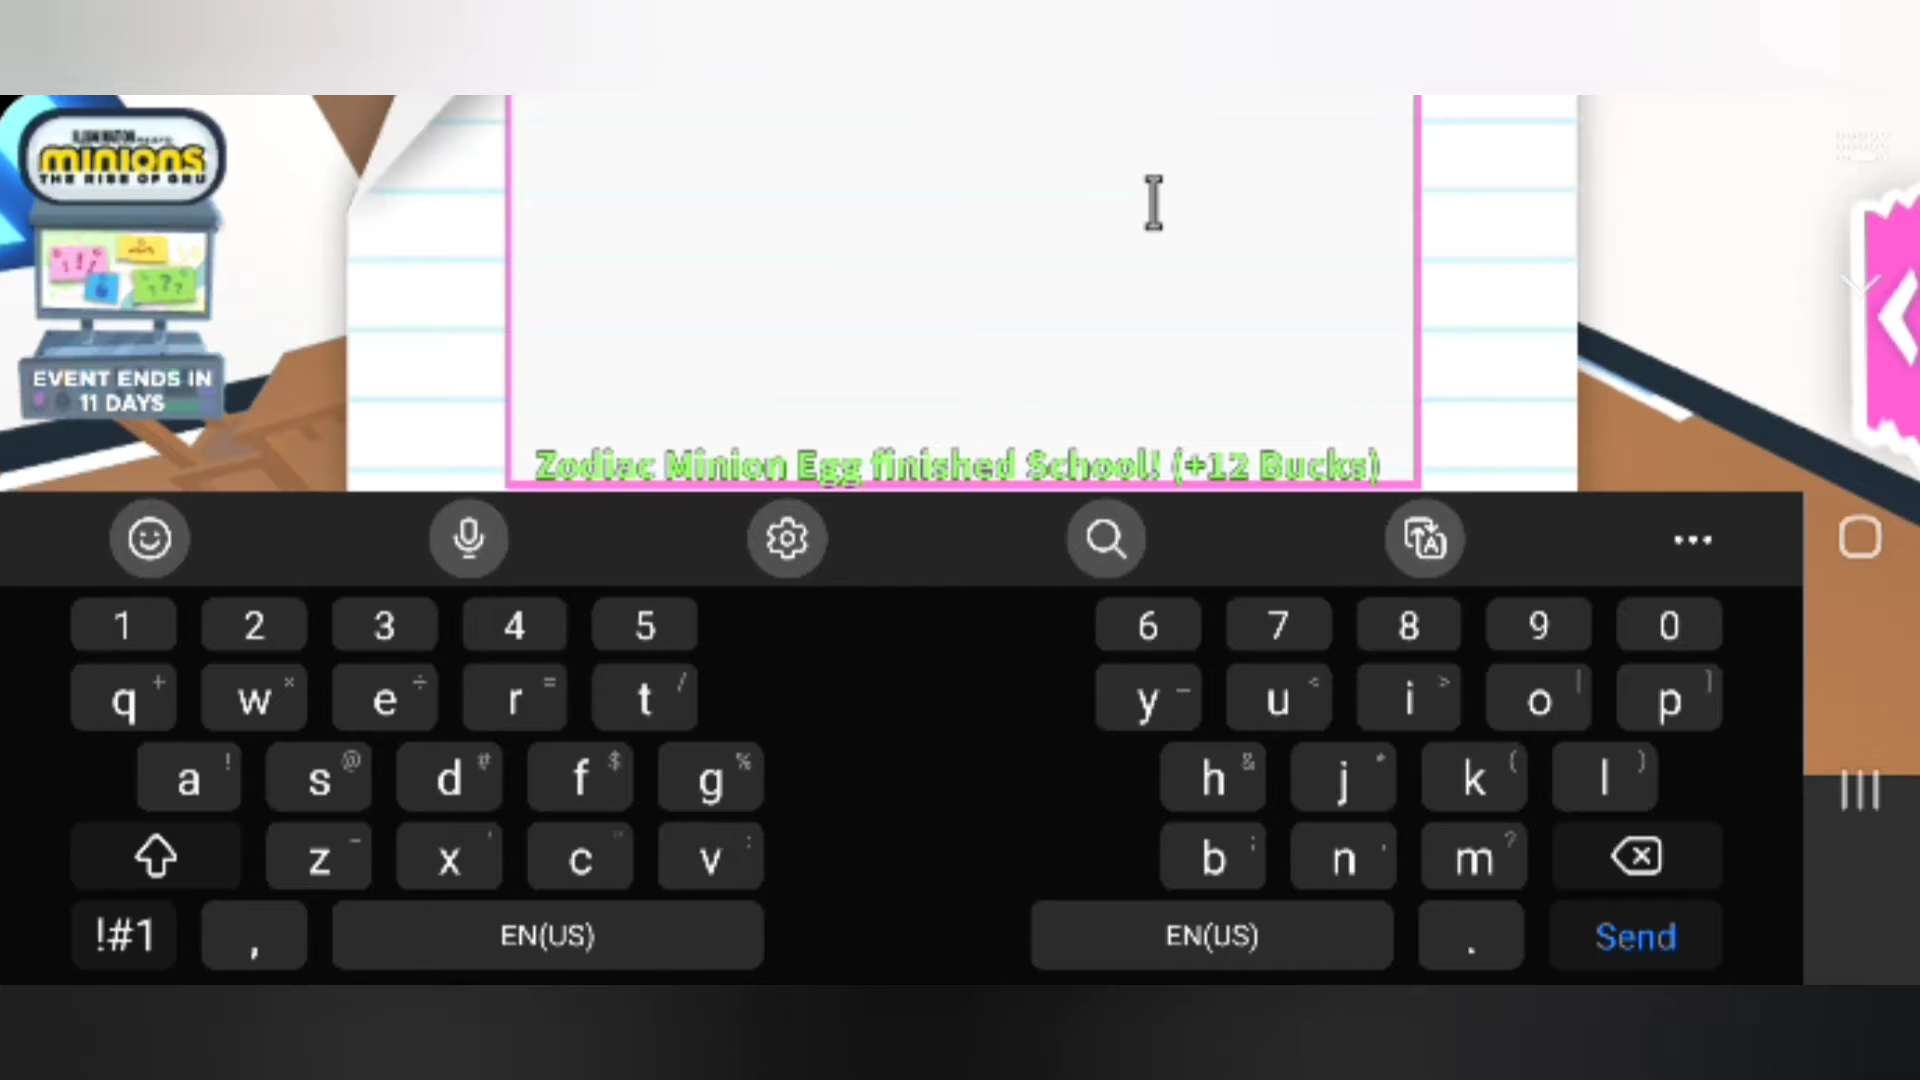 minions
THE RISE OF GRU
EVENT ENDS IN
11 DAYS
Zodiac Minion Egg finished School! (+12 Bucks)
1 2 3 4 5 6 7 8 9 0
q + w × e ÷ r = t / y u < i > o | p ]
a ! s @ d # f $ g % h & j * k ( l )
z - x ' c " v : b ; n m ?
!#1 , EN(US) EN(US) . Send